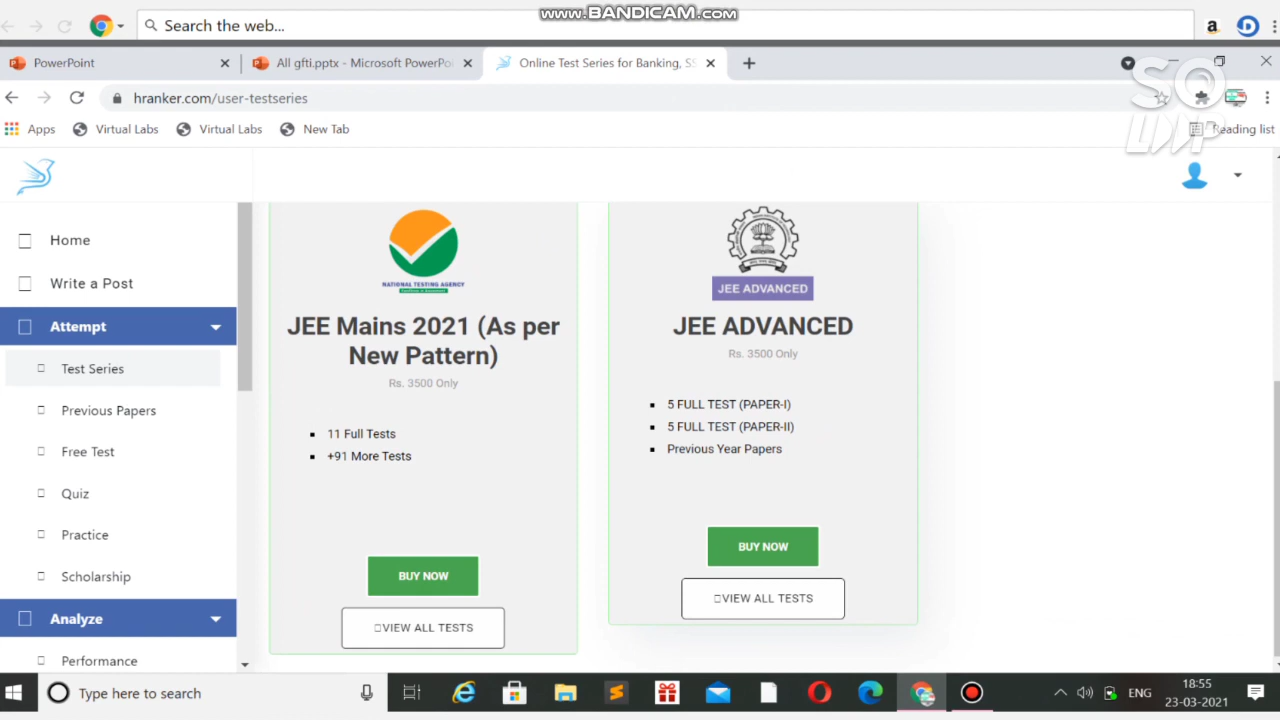 www.BANDICAM.com
Search the web...
PowerPoint
All gfti.pptx - Microsoft PowerPo
Online Test Series for Banking, SS
hranker.com/user-testseries
SQ
UADP
Apps
Virtual Labs
Virtual Labs
New Tab
Reading list
Home
Write a Post
Attempt
Test Series
Previous Papers
Free Test
Quiz
Practice
Scholarship
Analyze
Performance
NATIONAL TESTING AGENCY
JEE Mains 2021 (As per
New Pattern)
Rs. 3500 Only
11 Full Tests
+91 More Tests
BUY NOW
VIEW ALL TESTS
JEE ADVANCED
JEE ADVANCED
Rs. 3500 Only
5 FULL TEST (PAPER-I)
5 FULL TEST (PAPER-II)
Previous Year Papers
BUY NOW
VIEW ALL TESTS
Type here to search
ENG
18:55
23-03-2021